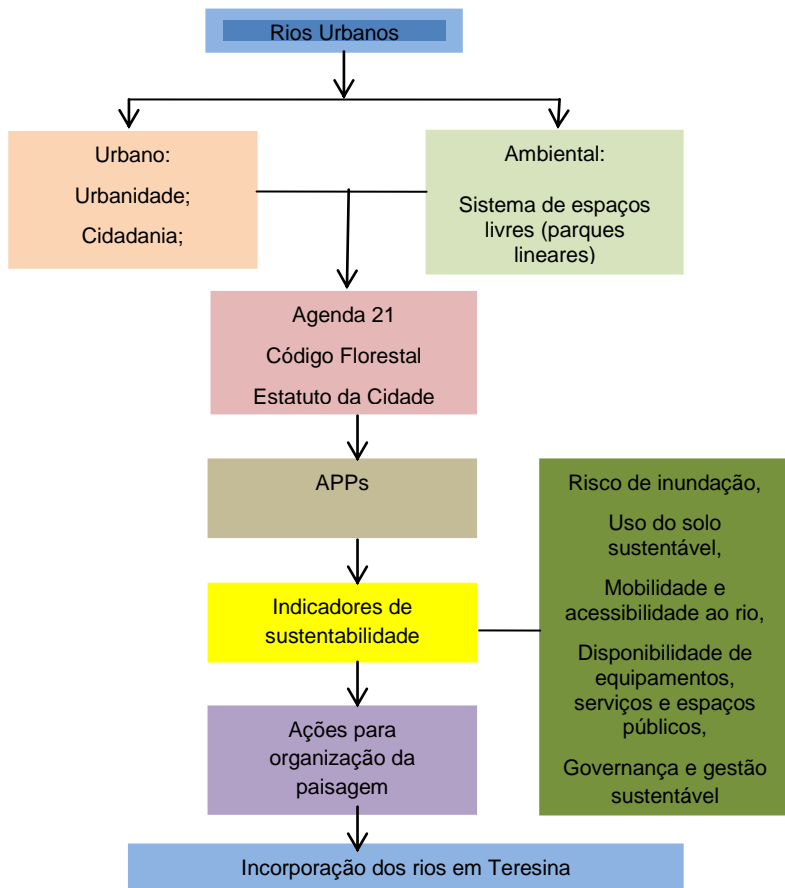 Rios Urbanos
Urbano:
Urbanidade;
Cidadania;
Ambiental:
Sistema de espaços
livres (parques
lineares)
Agenda 21
Código Florestal
Estatuto da Cidade
APPs
Indicadores de
sustentabilidade
Risco de inundação,
Uso do solo
sustentável,
Mobilidade e
acessibilidade ao rio,
Disponibilidade de
equipamentos,
serviços e espaços
públicos,
Governança e gestão
sustentável
Ações para
organização da
paisagem
Incorporação dos rios em Teresina